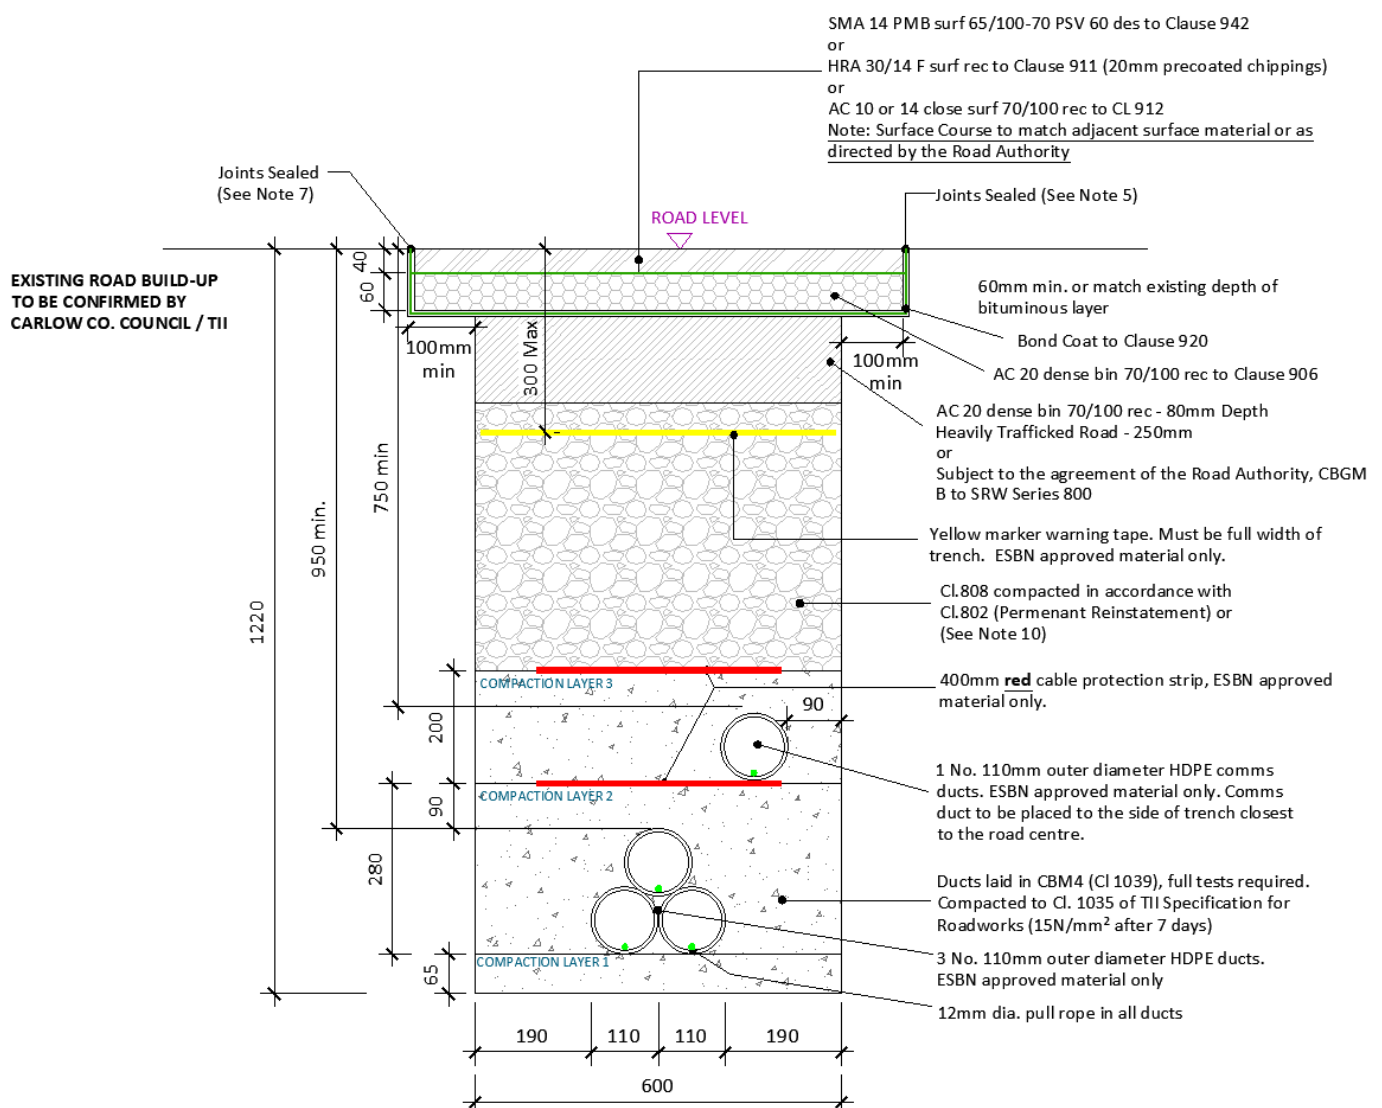 SMA 14 PMB surf 65/100-70 PSV 60 des to Clause 942
or
HRA 30/14 F surf rec to Clause 911 (20mm precoated chippings)
or
AC 10 or 14 close surf 70/100 rec to CL 912
Note: Surface Course to match adjacent surface material or as
directed by the Road Authority
Joints Sealed
(See Note 7)
Joints Sealed (See Note 5)
ROAD LEVEL
EXISTING ROAD BUILD-UP
TO BE CONFIRMED BY
CARLOW CO. COUNCIL / TII
40
60
60mm min. or match existing depth of
bituminous layer
Bond Coat to Clause 920
100mm
min
300 Max
100mm
min
AC 20 dense bin 70/100 rec to Clause 906
AC 20 dense bin 70/100 rec - 80mm Depth
Heavily Trafficked Road - 250mm
or
Subject to the agreement of the Road Authority, CBGM
B to SRW Series 800
750 min
950 min.
1220
Yellow marker warning tape. Must be full width of
trench. ESBN approved material only.
Cl.808 compacted in accordance with
Cl.802 (Permenant Reinstatement) or
(See Note 10)
COMPACTION LAYER 3
400mm red cable protection strip, ESBN approved
material only.
90
200
1 No. 110mm outer diameter HDPE comms
ducts. ESBN approved material only. Comms
duct to be placed to the side of trench closest
to the road centre.
COMPACTION LAYER 2
90
280
Ducts laid in CBM4 (Cl 1039), full tests required.
Compacted to Cl. 1035 of TII Specification for
Roadworks (15N/mm² after 7 days)
COMPACTION LAYER 1
65
3 No. 110mm outer diameter HDPE ducts.
ESBN approved material only
12mm dia. pull rope in all ducts
190
110
110
190
600